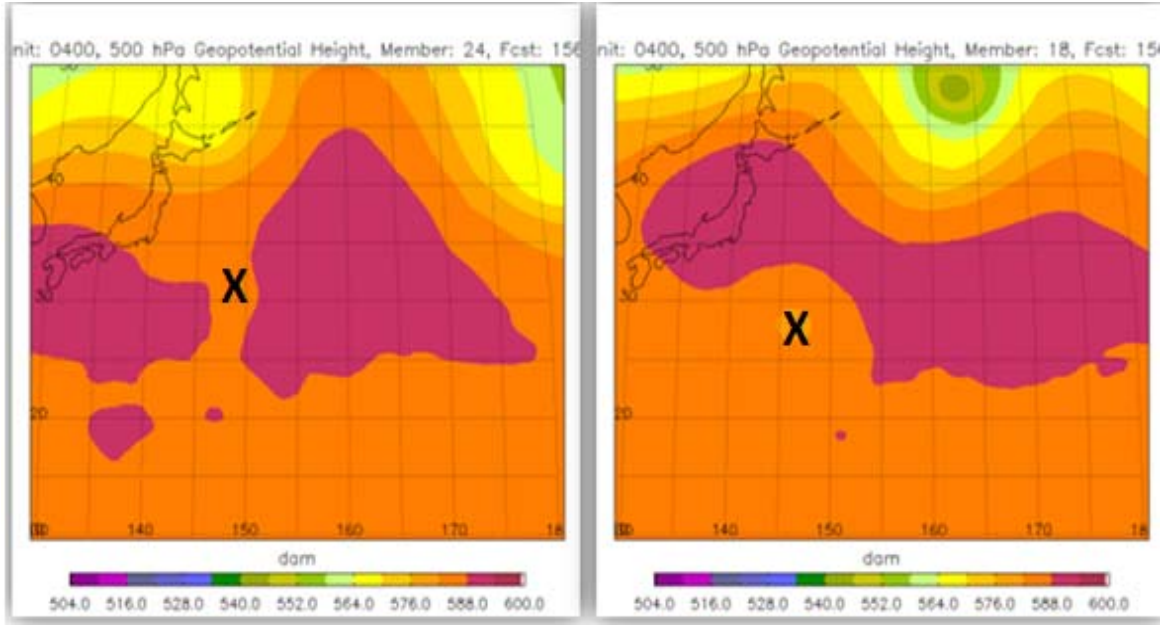 nit: 0400, 500 hPa Geopotential Height, Member: 24, Fcst: 156
40
30
20
X
140 150 160 170 18
dam
504.0 516.0 528.0 540.0 552.0 564.0 576.0 588.0 600.0
nit: 0400, 500 hPa Geopotential Height, Member: 18, Fcst: 156
40
30
20
X
140 150 160 170 18
dam
504.0 516.0 528.0 540.0 552.0 564.0 576.0 588.0 600.0